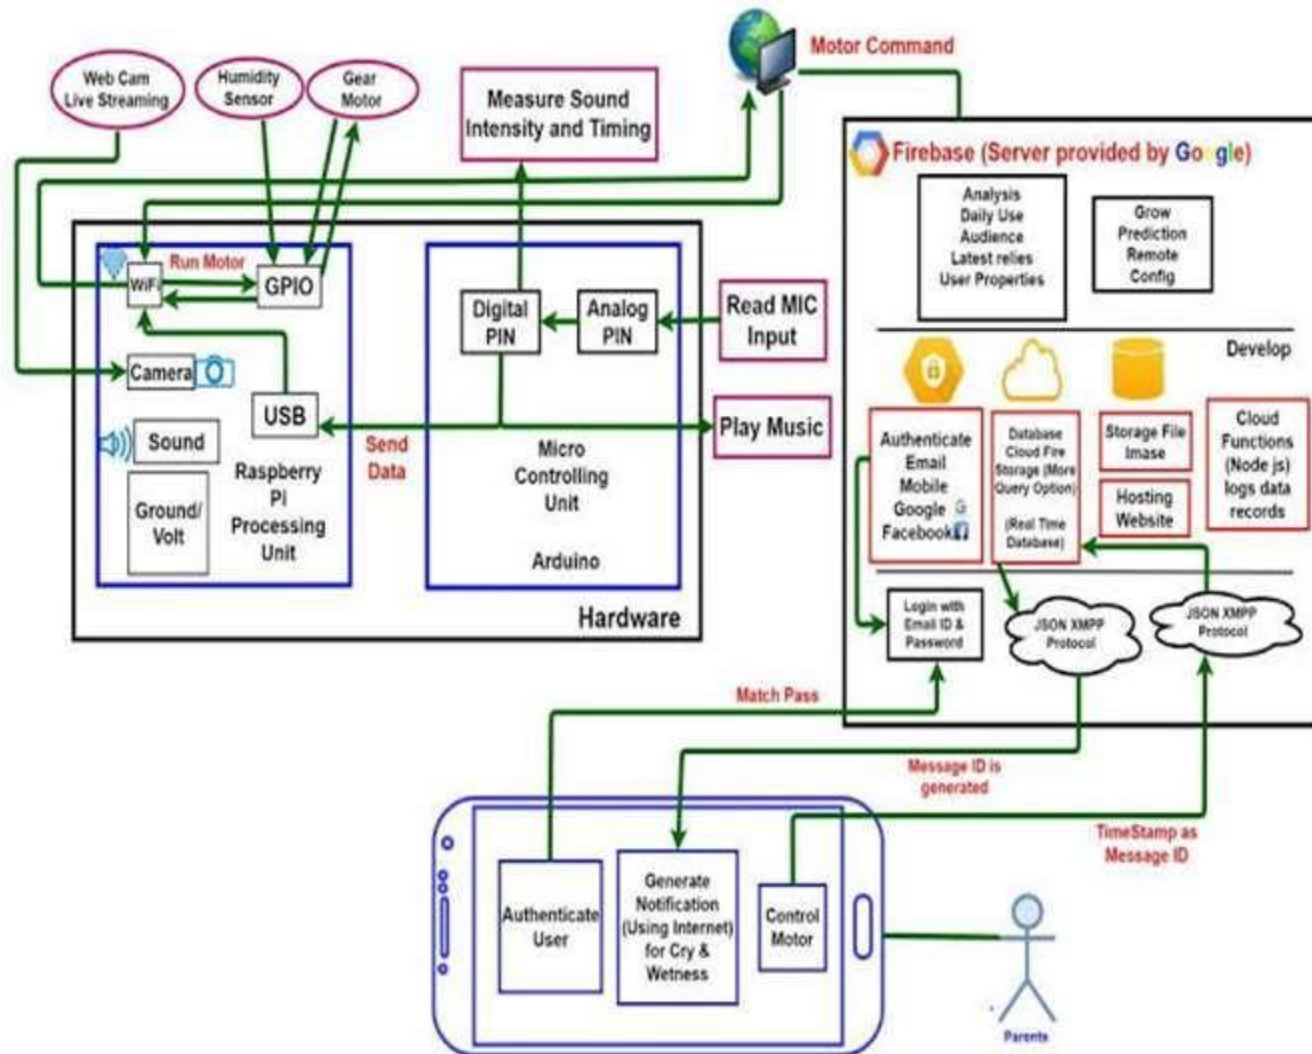 Motor Command
Web Cam
Live Streaming
Humidity
Sensor
Gear
Motor
Measure Sound
Intensity and Timing
Firebase (Server provided by Google)
Analysis
Daily Use
Audience
Latest relies
User Properties
Grow
Prediction
Remote
Config
WiFi
Run Motor
GPIO
Digital
PIN
Analog
PIN
Read MIC
Input
Develop
Camera
USB
Send
Data
Play Music
Sound
Ground/
Volt
Raspberry
Pi
Processing
Unit
Micro
Controlling
Unit
Arduino
Hardware
Authenticate
Email
Mobile
Google G
Facebook f
Database
Cloud Fire
Storage (More
Query Option)
(Real Time
Database)
Storage File
Imase
Hosting
Website
Cloud
Functions
(Node js)
logs data
records
Login with
Email ID &
Password
JSON XMPP
Protocol
JSON XMPP
Protocol
Match Pass
Message ID is
generated
TimeStamp as
Message ID
Authenticate
User
Generate
Notification
(Using Internet)
for Cry &
Wetness
Control
Motor
Parents